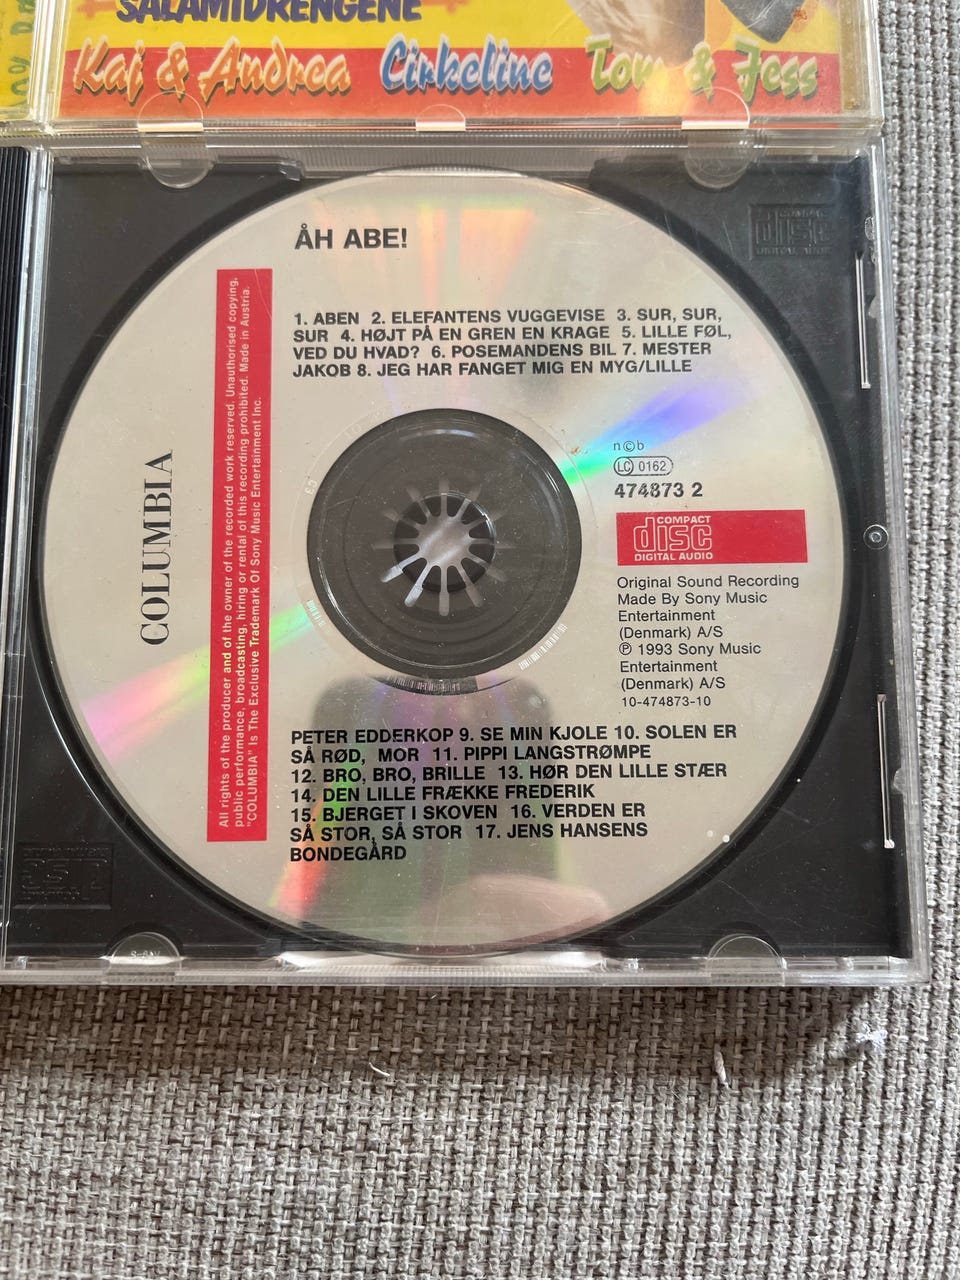 SALAMIDRENGENE
Kaj & Andrea Cirkeline Tom & Jess
ÅH ABE!
1. ABEN 2. ELEFANTENS VUGGEVISE 3. SUR, SUR,
SUR 4. HØJT PÅ EN GREN EN KRAGE 5. LILLE FØL,
VED DU HVAD? 6. POSEMANDENS BIL 7. MESTER
JAKOB 8. JEG HAR FANGET MIG EN MYG/LILLE
COLUMBIA
All rights of the producer and of the owner of the recorded work reserved. Unauthorised copying,
public performance, broadcasting, hiring or rental of this recording prohibited. Made in Austria.
"COLUMBIA" Is The Exclusive Trademark Of Sony Music Entertainment Inc.
n©b
LC 0162
474873 2
COMPACT
disc
DIGITAL AUDIO
Original Sound Recording
Made By Sony Music
Entertainment
(Denmark) A/S
℗ 1993 Sony Music
Entertainment
(Denmark) A/S
10-474873-10
PETER EDDERKOP 9. SE MIN KJOLE 10. SOLEN ER
SÅ RØD, MOR 11. PIPPI LANGSTRØMPE
12. BRO, BRO, BRILLE 13. HØR DEN LILLE STÆR
14. DEN LILLE FRÆKKE FREDERIK
15. BJERGET I SKOVEN 16. VERDEN ER
SÅ STOR, SÅ STOR 17. JENS HANSENS
BONDEGÅRD
COMPACT
disc
DIGITAL AUDIO